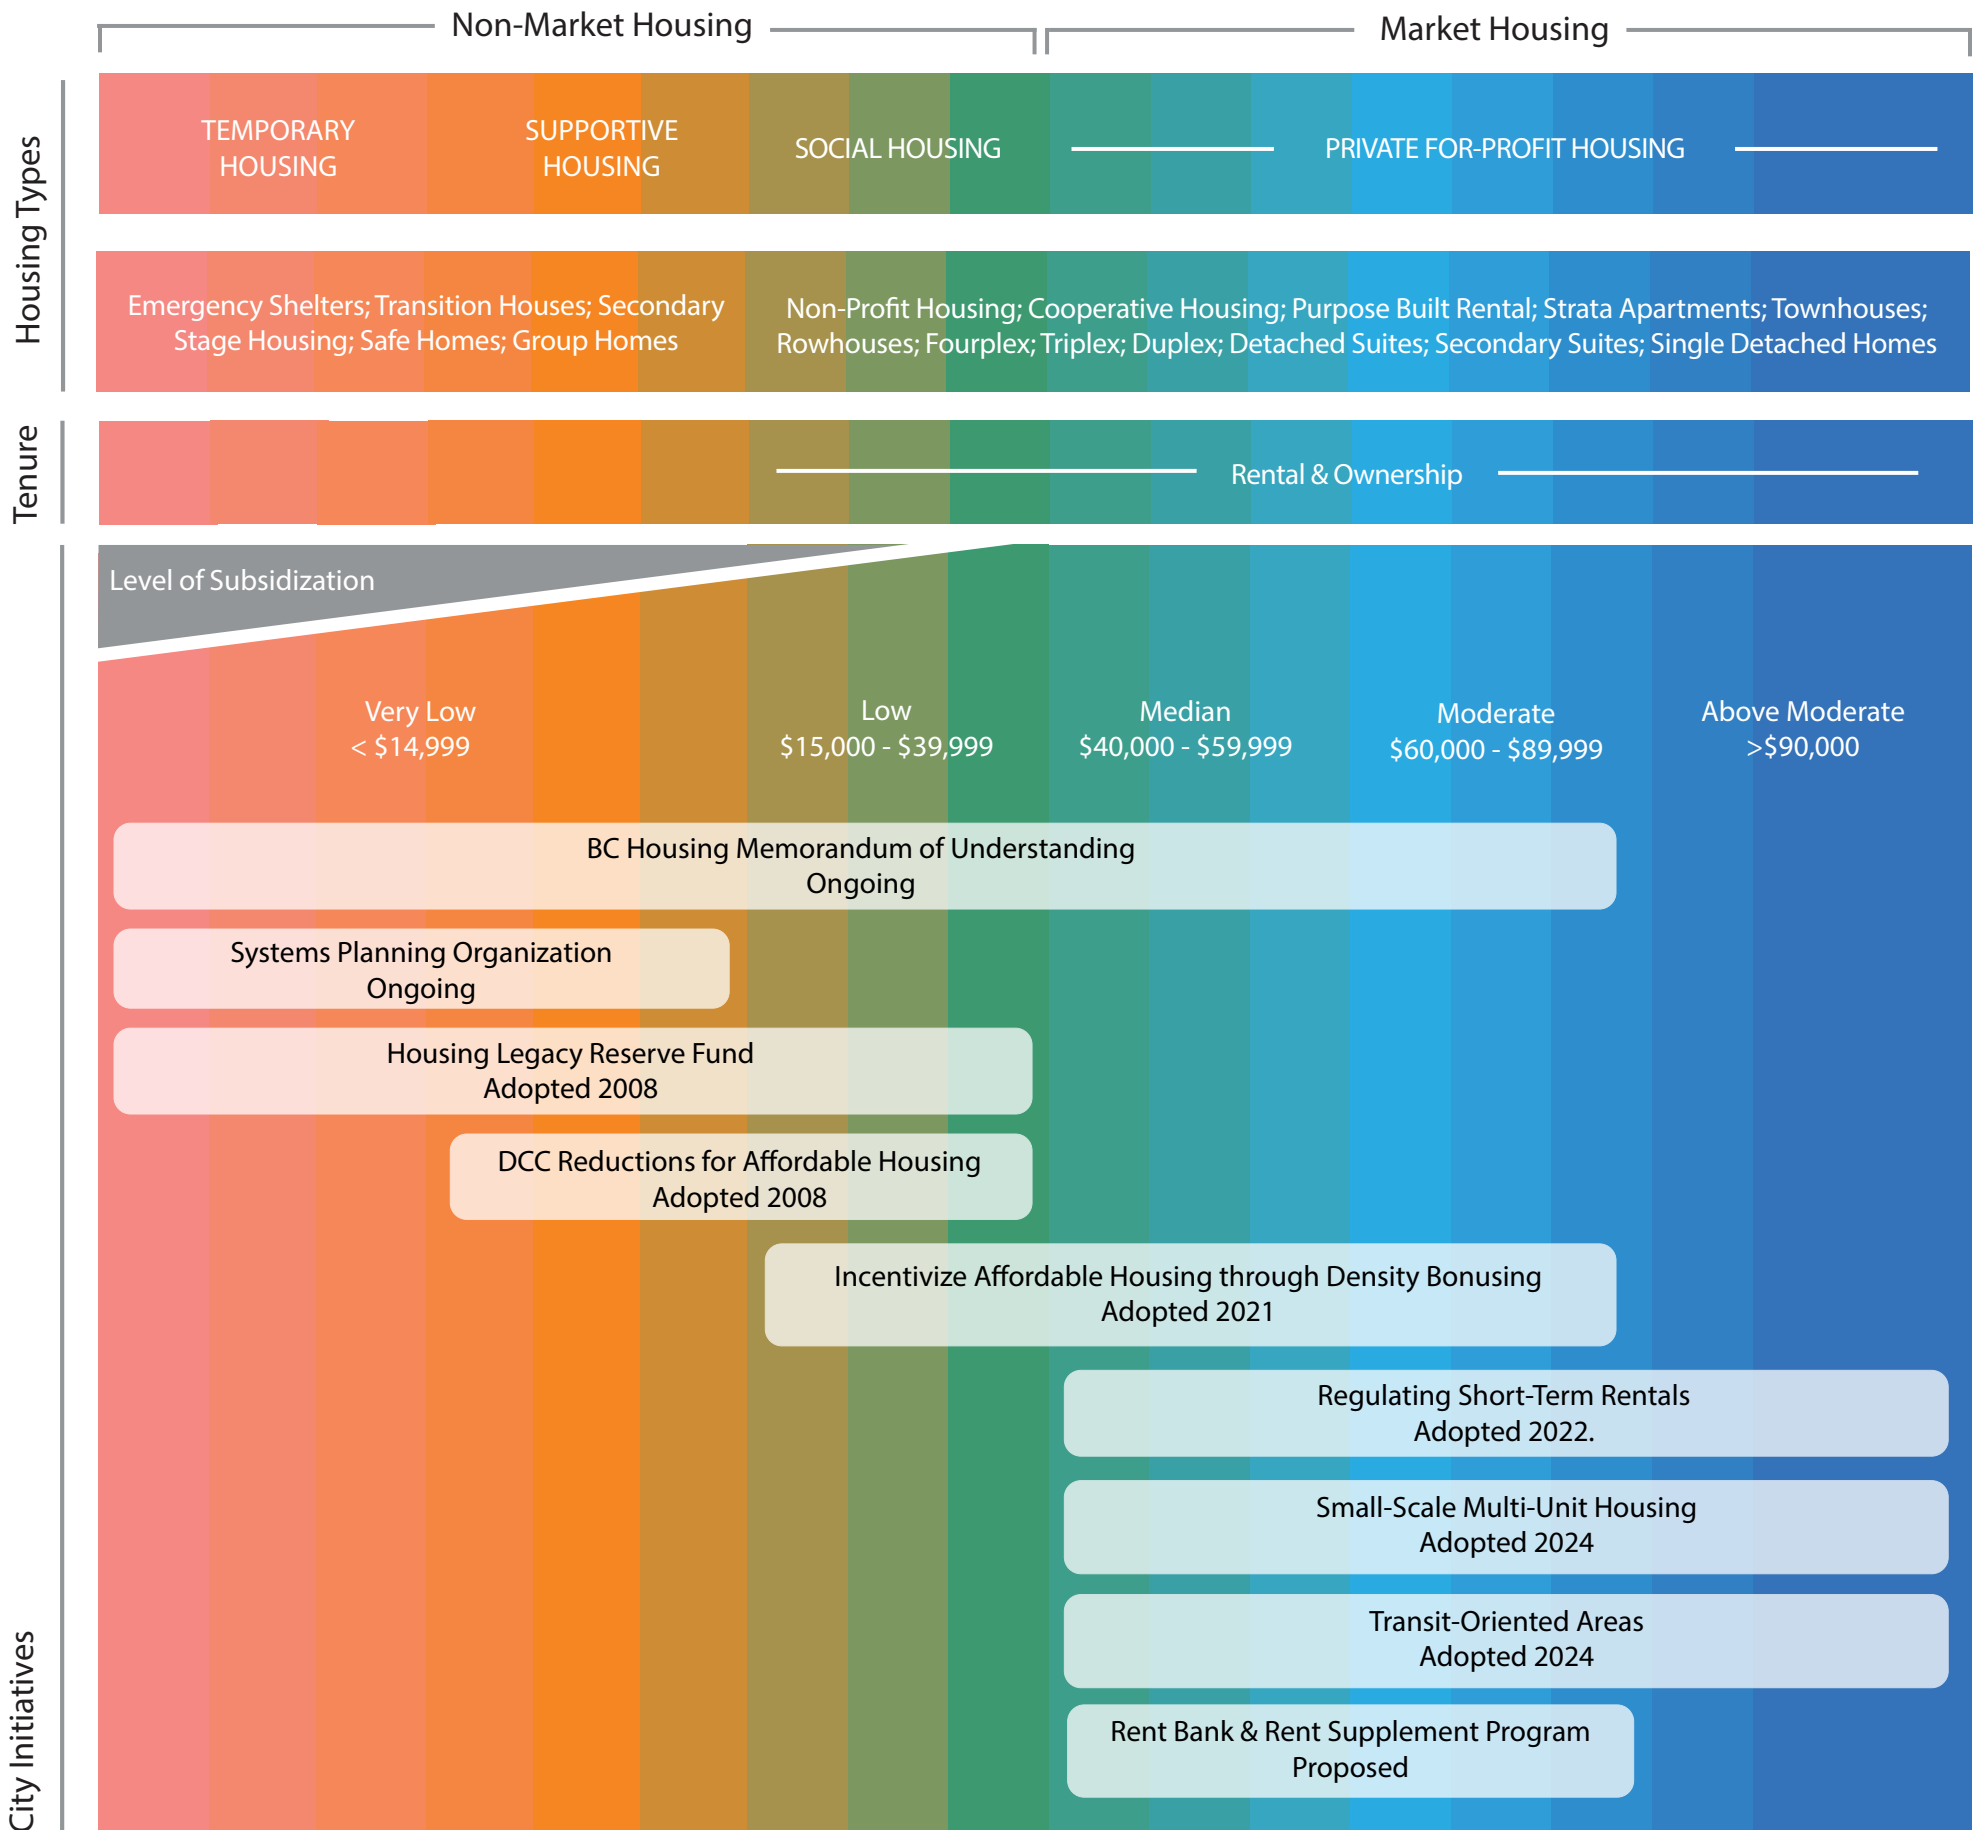 Non-Market Housing
Market Housing
Housing Types
TEMPORARY
HOUSING
SUPPORTIVE
HOUSING
SOCIAL HOUSING
PRIVATE FOR-PROFIT HOUSING
Emergency Shelters; Transition Houses; Secondary
Stage Housing; Safe Homes; Group Homes
Non-Profit Housing; Cooperative Housing; Purpose Built Rental; Strata Apartments; Townhouses;
Rowhouses; Fourplex; Triplex; Duplex; Detached Suites; Secondary Suites; Single Detached Homes
Tenure
Rental & Ownership
Level of Subsidization
Very Low
< $14,999
Low
$15,000 - $39,999
Median
$40,000 - $59,999
Moderate
$60,000 - $89,999
Above Moderate
>$90,000
City Initiatives
BC Housing Memorandum of Understanding
Ongoing
Systems Planning Organization
Ongoing
Housing Legacy Reserve Fund
Adopted 2008
DCC Reductions for Affordable Housing
Adopted 2008
Incentivize Affordable Housing through Density Bonusing
Adopted 2021
Regulating Short-Term Rentals
Adopted 2022.
Small-Scale Multi-Unit Housing
Adopted 2024
Transit-Oriented Areas
Adopted 2024
Rent Bank & Rent Supplement Program
Proposed